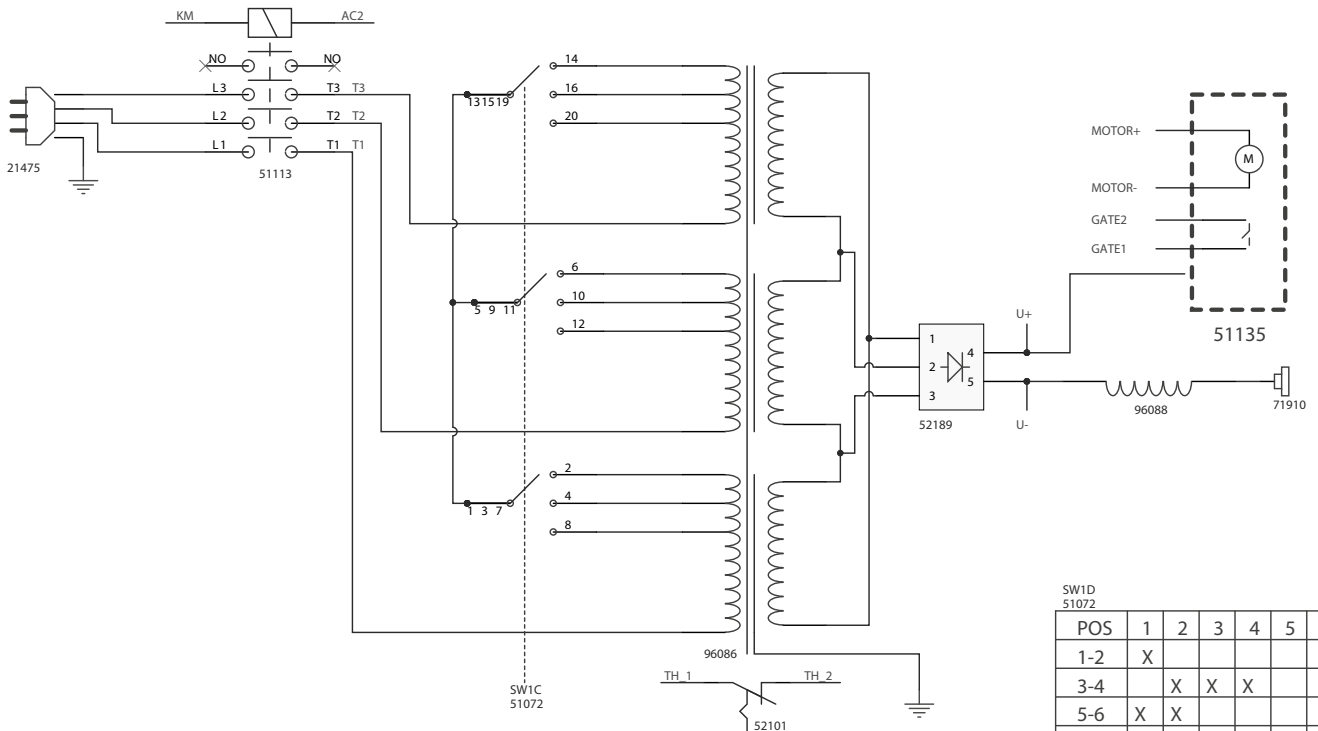 KM AC2
NO NO
L3 T3 T3
L2 T2 T2
L1 T1 T1
21475
51113
14
131519 16
20
6
5 9 11 10
12
2
1 3 7 4
8
SW1C
51072
96086
TH_1 TH_2
52101
1
2 4
3 5
52189
U+
U-
96088
71910
MOTOR+
M
MOTOR-
GATE2
GATE1
51135
SW1D
51072
POS 1 2 3 4 5
1-2 X
3-4 X X X
5-6 X X